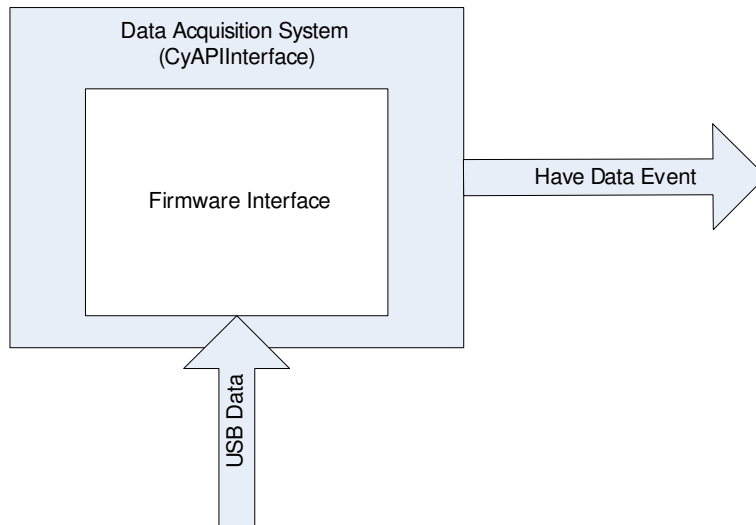 Data Acquisition System
(CyAPIInterface)
Firmware Interface
Have Data Event
USB Data